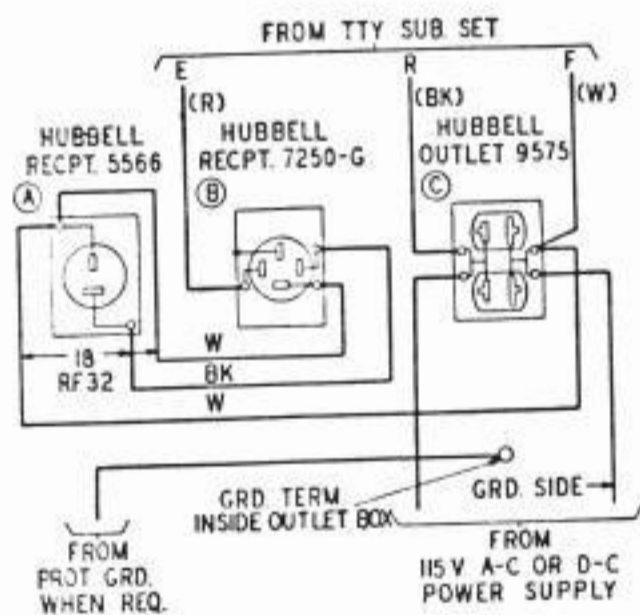 FROM TTY SUB. SET
E R F
(R) (BK) (W)
HUBBELL
RECPT. 5566
HUBBELL
RECPT. 7250-G
HUBBELL
OUTLET 9575
A
B
C
W
BK
W
18
RF32
GRD. TERM
INSIDE OUTLET BOX
GRD. SIDE
FROM
PROT GRD.
WHEN REQ.
FROM
115 V A-C OR D-C
POWER SUPPLY